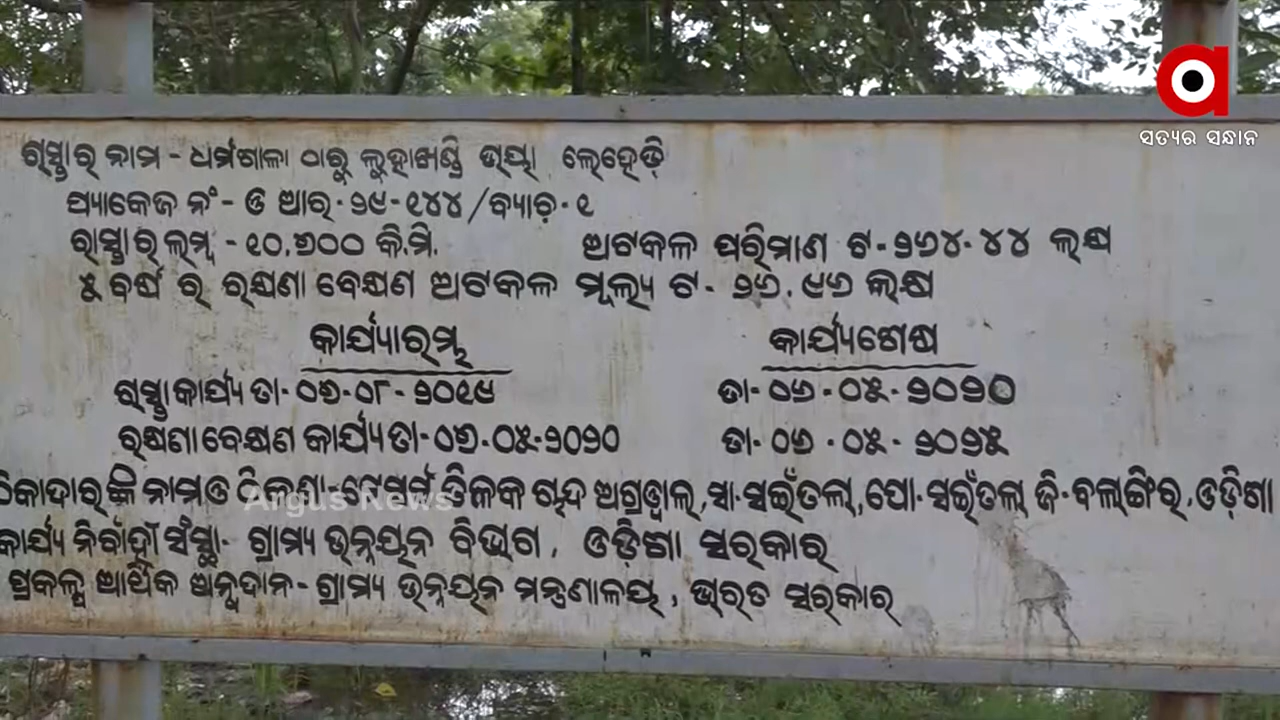 ସତ୍ୟର ସନ୍ଧାନ
ରାସ୍ତାର ନାମ - ଧର୍ମଶାଳା ଠାରୁ ଲୁହାଖଣ୍ଡି ଭାୟା ଲେହେଡ଼ି
ପ୍ୟାକେଜ ନଂ - ଓ ଆର · ୨୯-୧୪୪ /ବ୍ୟାଚ଼ · ୧
ରାସ୍ତାର ଲମ୍ବ - ୧୦.୬୦୦ କି.ମି. ଅଟକଳ ପରିମାଣ ଟ - ୨୬୪.୪୪ ଲକ୍ଷ
୫ ବର୍ଷ ର ରକ୍ଷଣା ବେକ୍ଷଣ ଅଟକଳ ମୂଲ୍ୟ ଟ - ୨୬.୯୬ ଲକ୍ଷ
କାର୍ଯ୍ୟାରମ୍ଭ କାର୍ଯ୍ୟଶେଷ
ରାସ୍ତା କାର୍ଯ୍ୟ ତା - ୦୭-୦୮ - ୨୦୧୯ ତା - ୦୬ - ୦୫ - ୨୦୨୦
ରକ୍ଷଣା ବେକ୍ଷଣ କାର୍ଯ୍ୟ ତା - ୦୭-୦୫-୨୦୨୦ ତା - ୦୬ - ୦୫ - ୨୦୨୫
ଠିକାଦାରଙ୍କ ନାମ ଓ ଠିକଣା - ମେସର୍ସ ତିଳକ ଚାନ୍ଦ ଅଗ୍ରୱାଲ, ସା - ସଇଁତଲା, ପୋ - ସଇଁତଲା ଜି - ବଲାଙ୍ଗିର, ଓଡ଼ିଶା
Argus News
କାର୍ଯ୍ୟ ନିର୍ବାହୀ ସଂସ୍ଥା - ଗ୍ରାମ୍ୟ ଉନ୍ନୟନ ବିଭାଗ, ଓଡ଼ିଶା ସରକାର
ପ୍ରକଳ୍ପ ଆର୍ଥିକ ଅନୁଦାନ - ଗ୍ରାମ୍ୟ ଉନ୍ନୟନ ମନ୍ତ୍ରଣାଳୟ, ଭାରତ ସରକାର